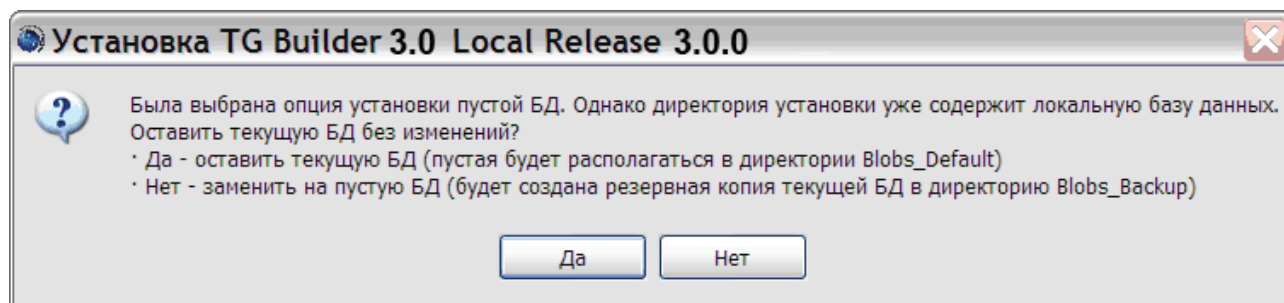 Установка TG Builder 3.0 Local Release 3.0.0
Была выбрана опция установки пустой БД. Однако директория установки уже содержит локальную базу данных.
Оставить текущую БД без изменений?
· Да - оставить текущую БД (пустая будет располагаться в директории Blobs_Default)
· Нет - заменить на пустую БД (будет создана резервная копия текущей БД в директорию Blobs_Backup)
Да Нет